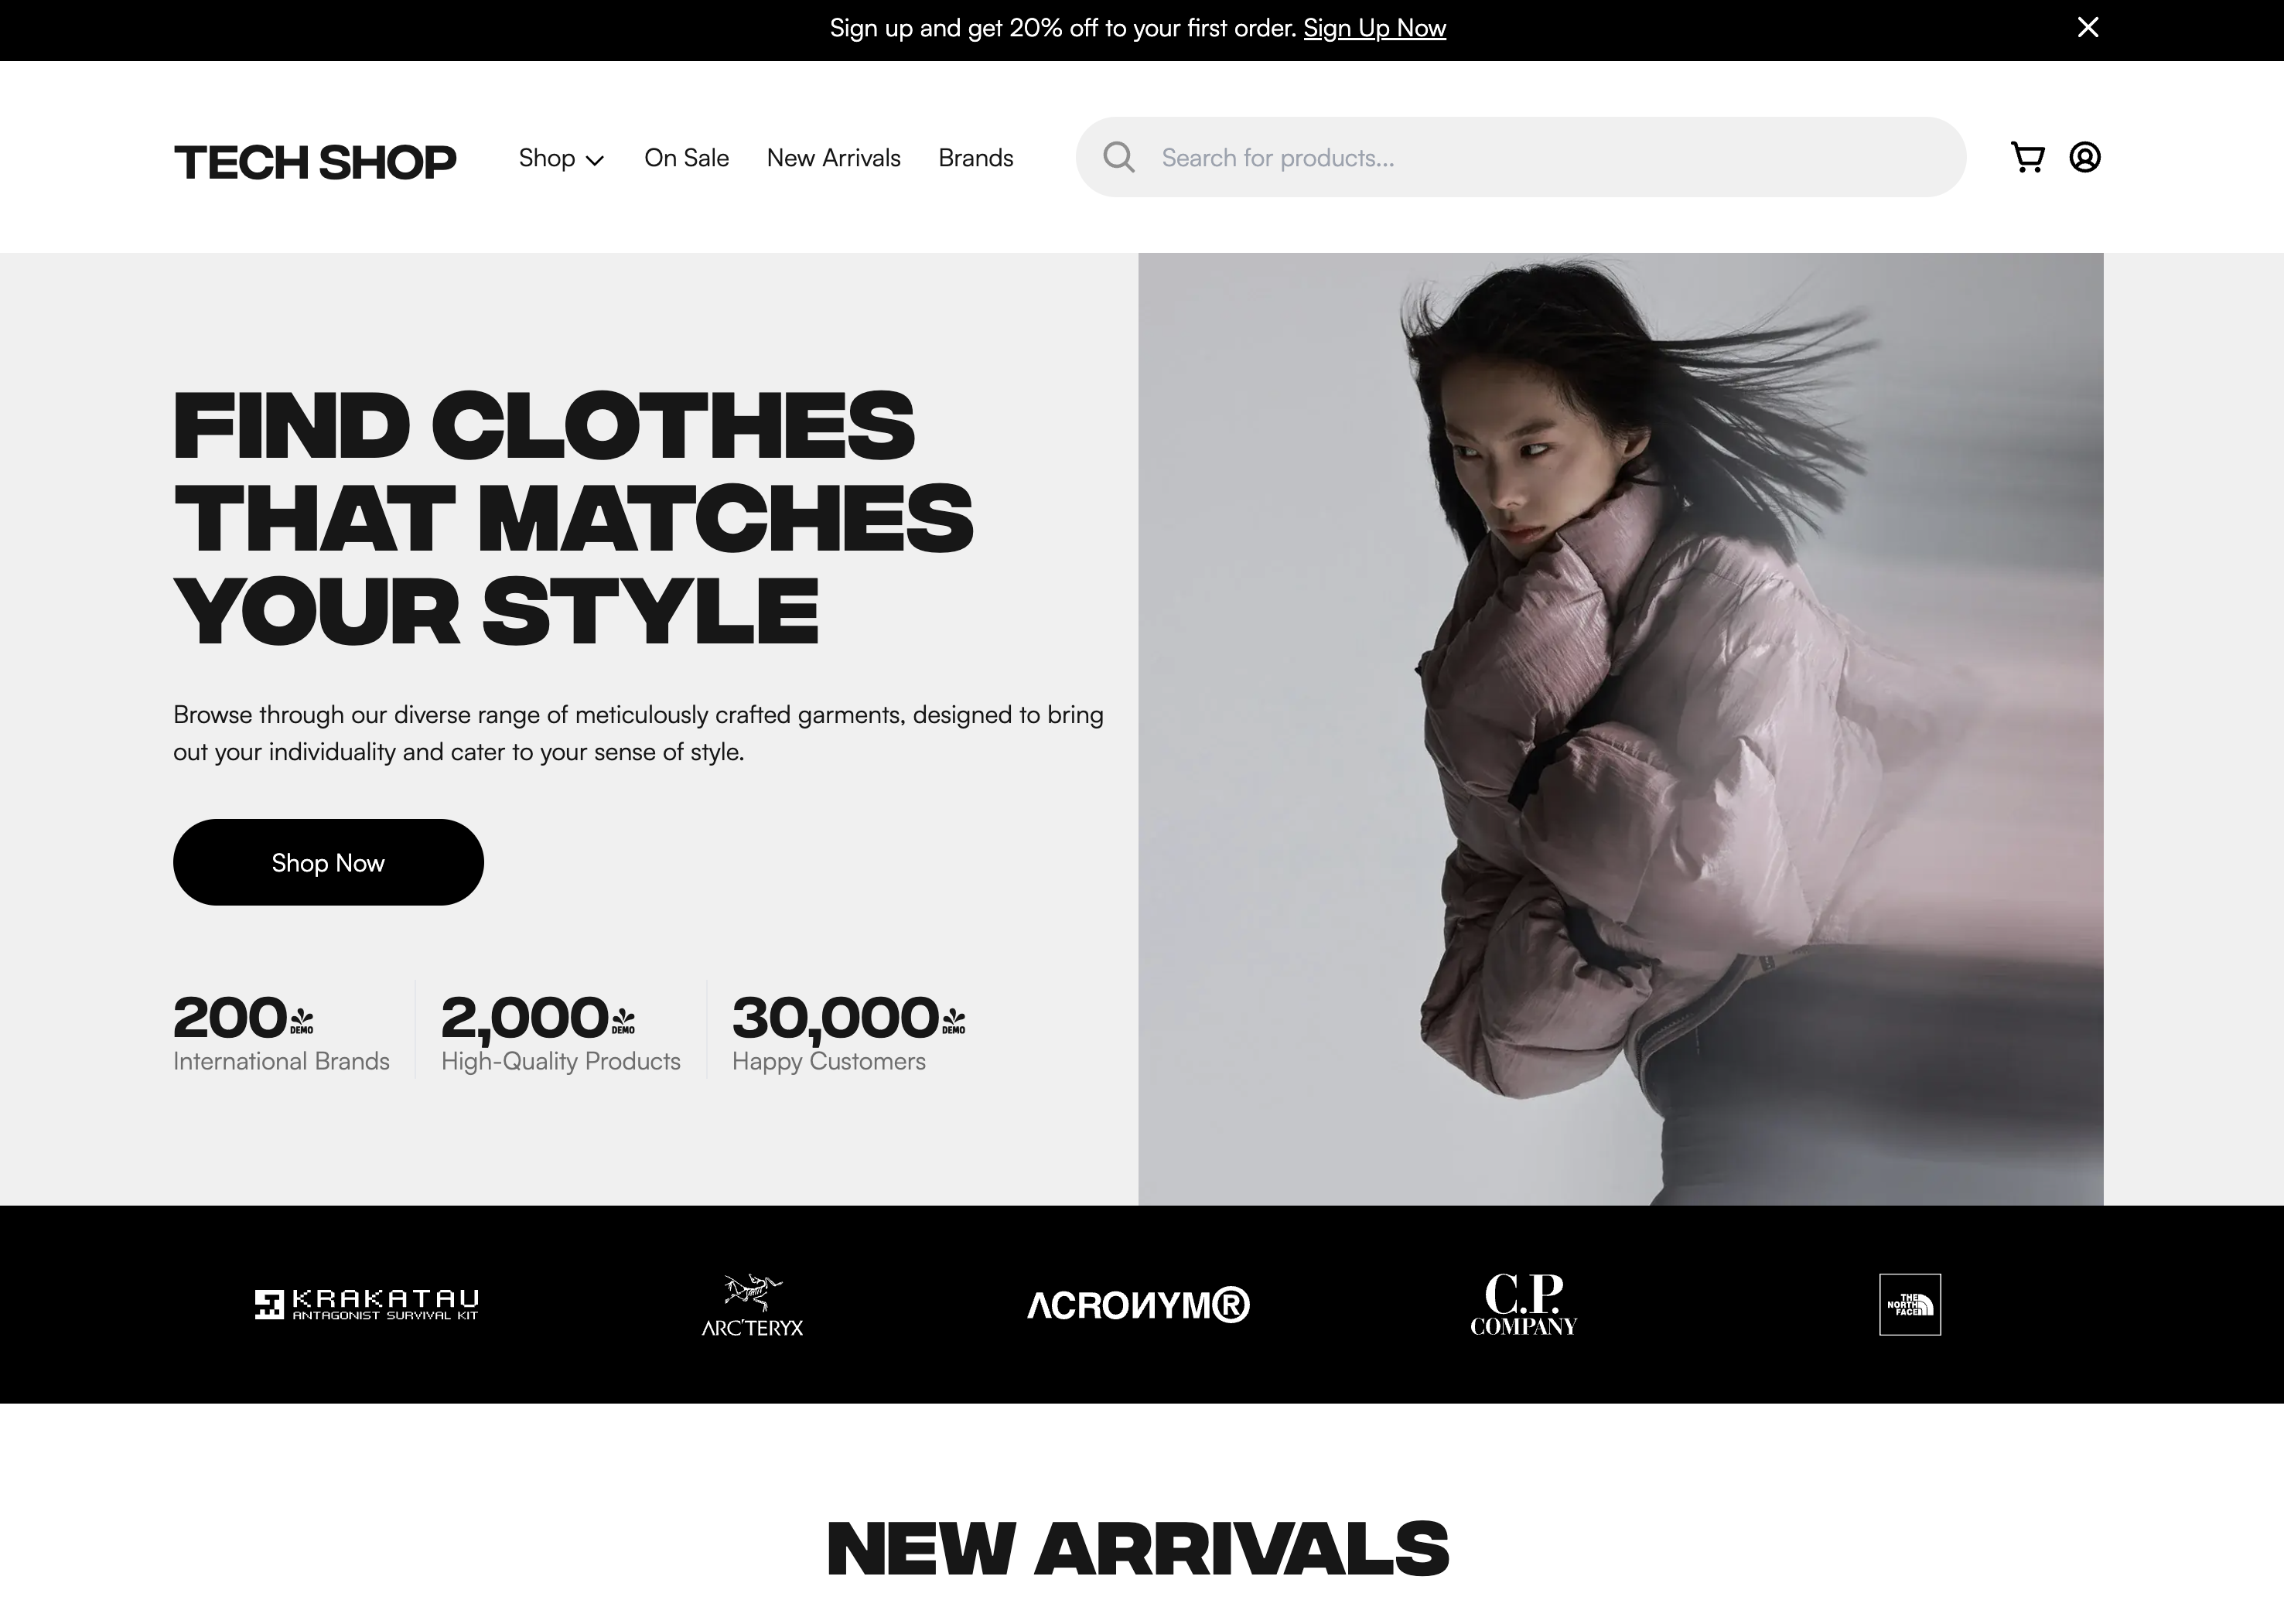 Sign up and get 20% off to your first order. Sign Up Now
TECH SHOP
Shop
On Sale
New Arrivals
Brands
Search for products...
FIND CLOTHES
THAT MATCHES
YOUR STYLE
Browse through our diverse range of meticulously crafted garments, designed to bring
out your individuality and cater to your sense of style.
Shop Now
200 DEMO
International Brands
2,000 DEMO
High-Quality Products
30,000 DEMO
Happy Customers
KRAKATAU
ANTAGONIST SURVIVAL KIT
ARC'TERYX
ACRONYM®
C.P.
COMPANY
THE
NORTH
FACE
NEW ARRIVALS